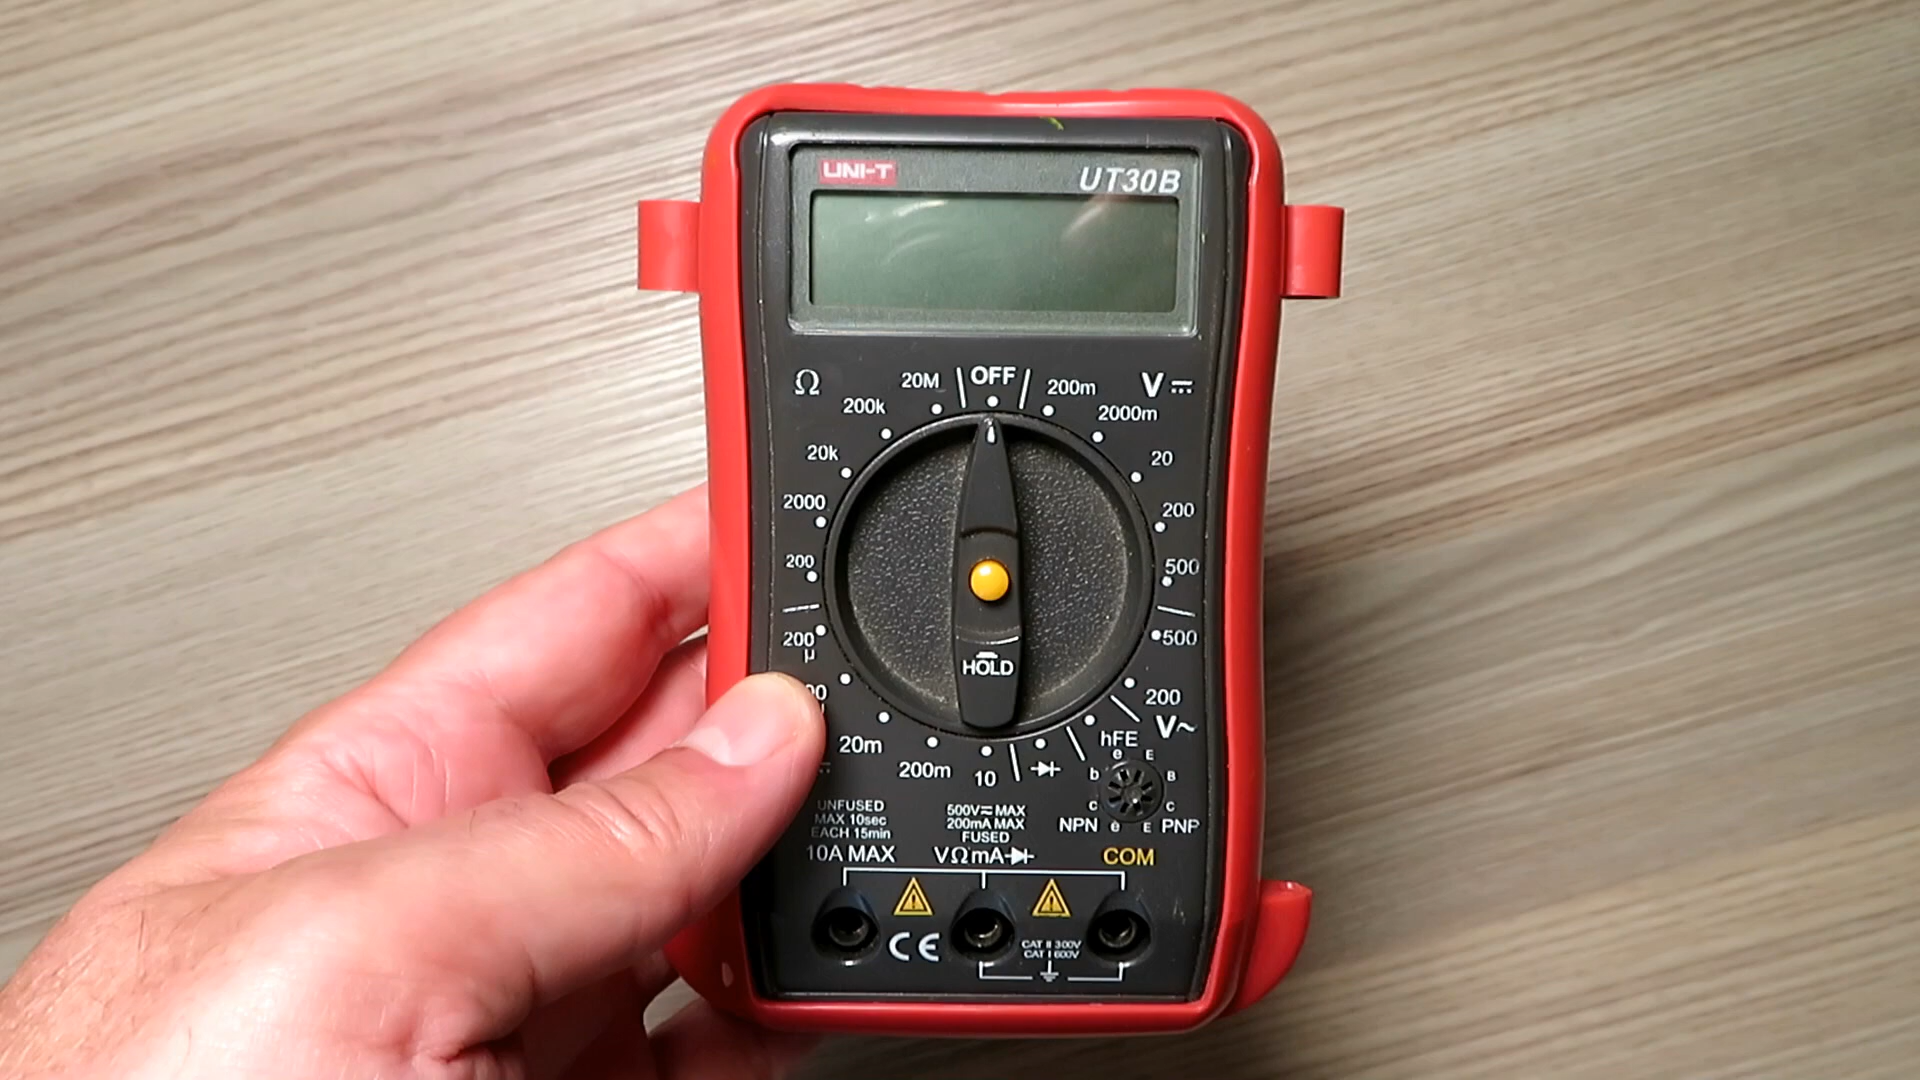 UNI-T
UT30B
Ω
20M
OFF
200m
V⎓
200k
2000m
20k
20
2000
200
200
500
200
μ
500
200
V~
20m
hFE
200m
10
e E
b B
c c
NPN e E PNP
UNFUSED
MAX 10sec
EACH 15min
10A MAX
500V⎓ MAX
200mA MAX
FUSED
VΩmA
COM
HOLD
CE
CAT II 300V
CAT I 600V